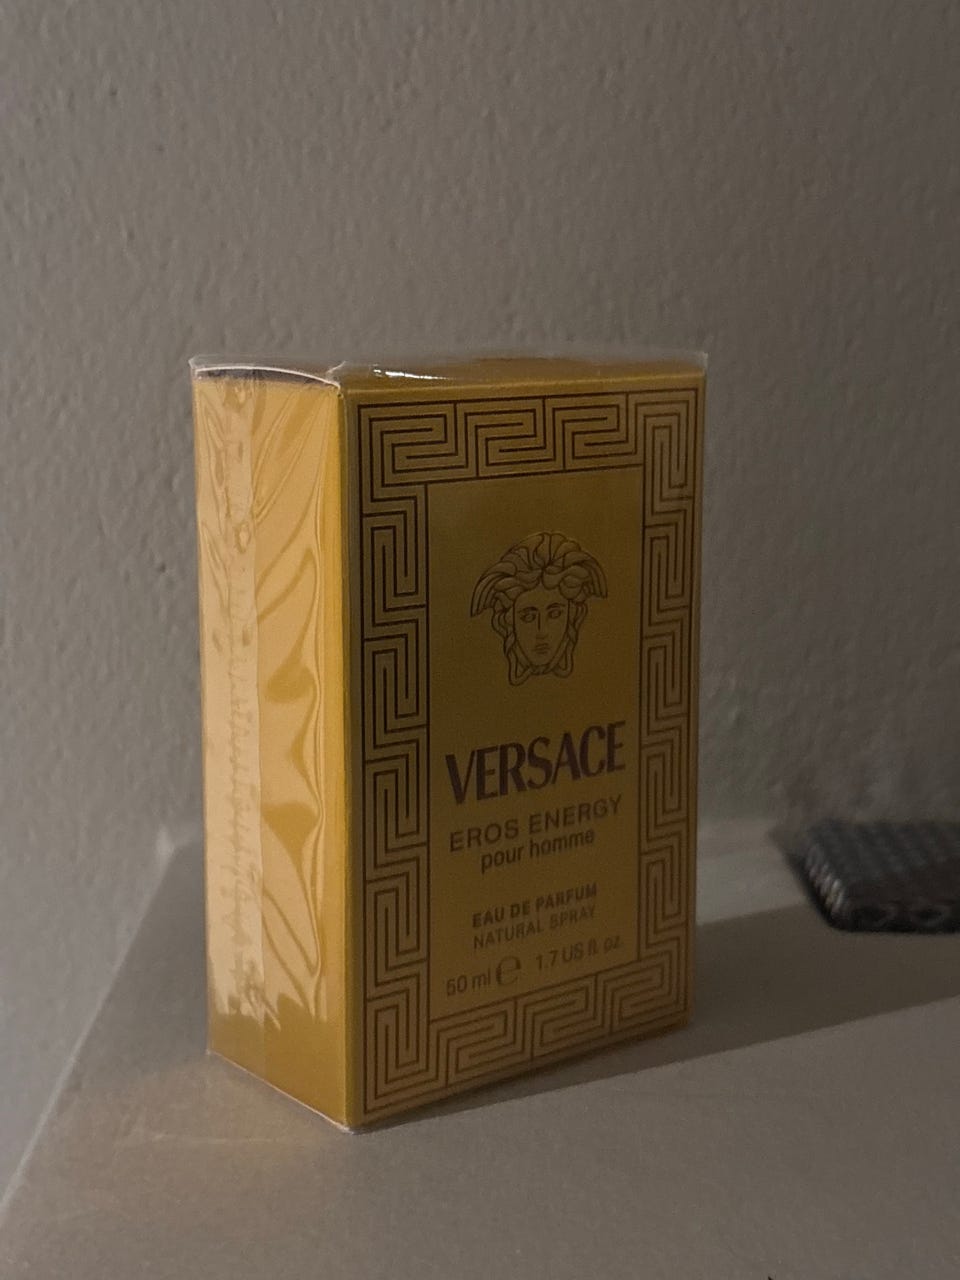 VERSACE
EROS ENERGY
pour homme
EAU DE PARFUM
NATURAL SPRAY
50 ml ℮ 1.7 US fl. oz.